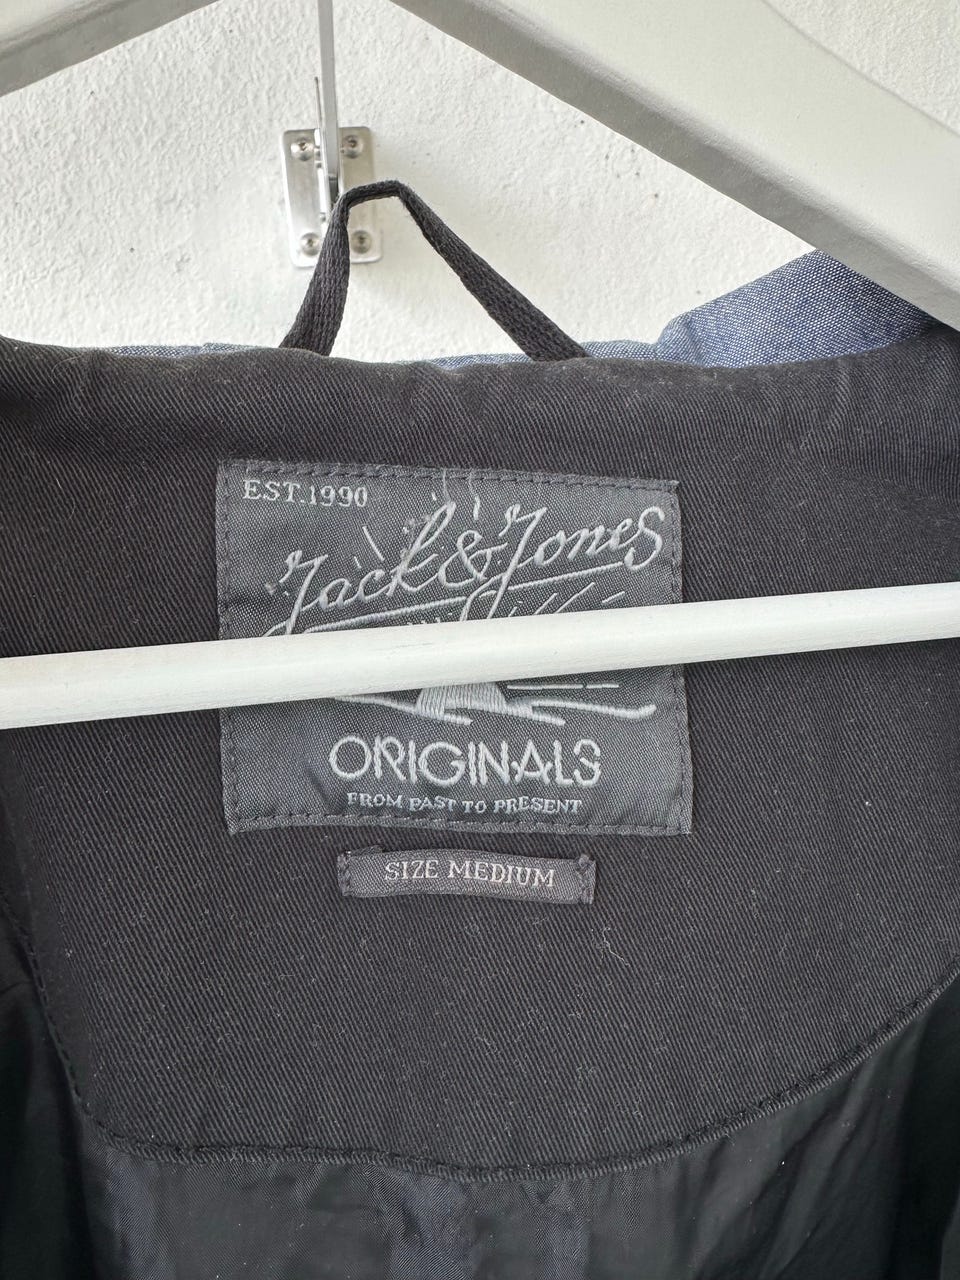 EST.1990
Jack & Jones
ORIGINALS
FROM PAST TO PRESENT
SIZE MEDIUM